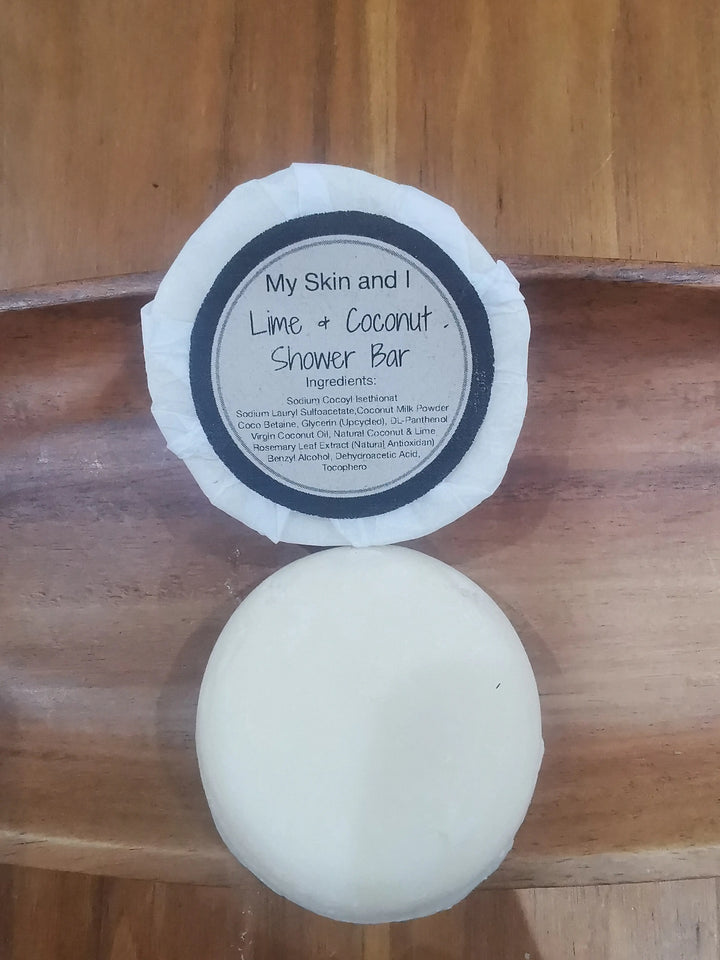 My Skin and I
Lime & Coconut
Shower Bar
Ingredients:
Sodium Cocoyl Isethionat
Sodium Lauryl Sulfoacetate,Coconut Milk Powder
Coco Betaine, Glycerin (Upcycled), DL-Panthenol
Virgin Coconut Oil, Natural Coconut & Lime
Rosemary Leaf Extract (Natural Antioxidan)
Benzyl Alcohol, Dehydroacetic Acid,
Tocophero